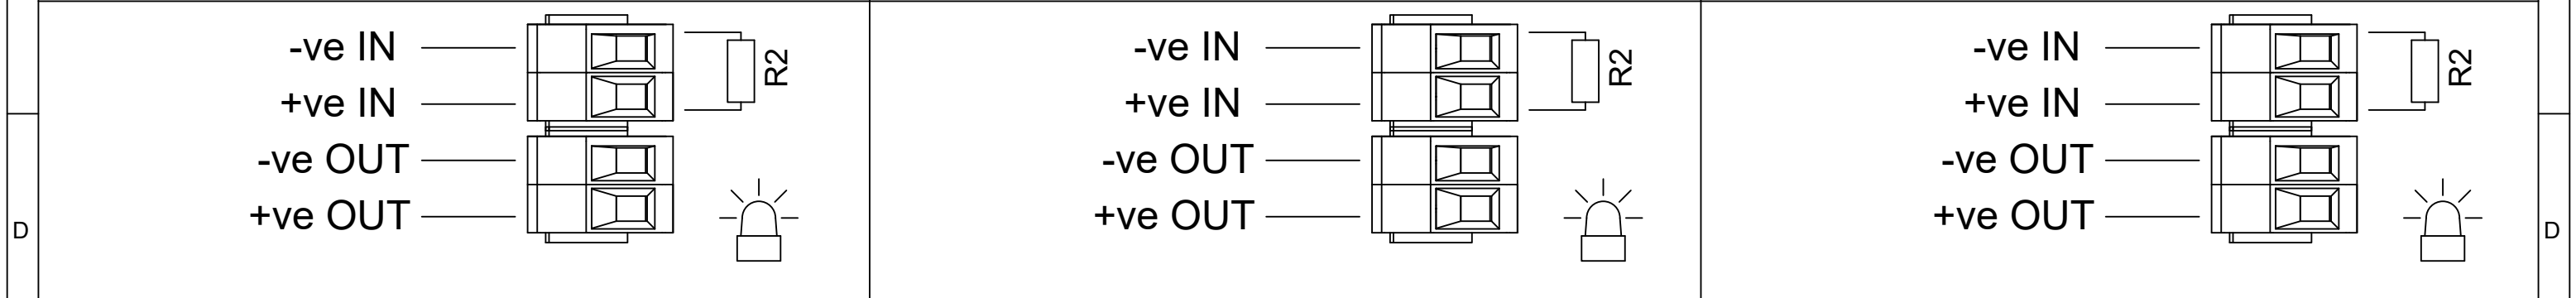 -ve IN R2 -ve IN R2 -ve IN R2
+ve IN +ve IN +ve IN
-ve OUT -ve OUT -ve OUT
+ve OUT +ve OUT +ve OUT
D D